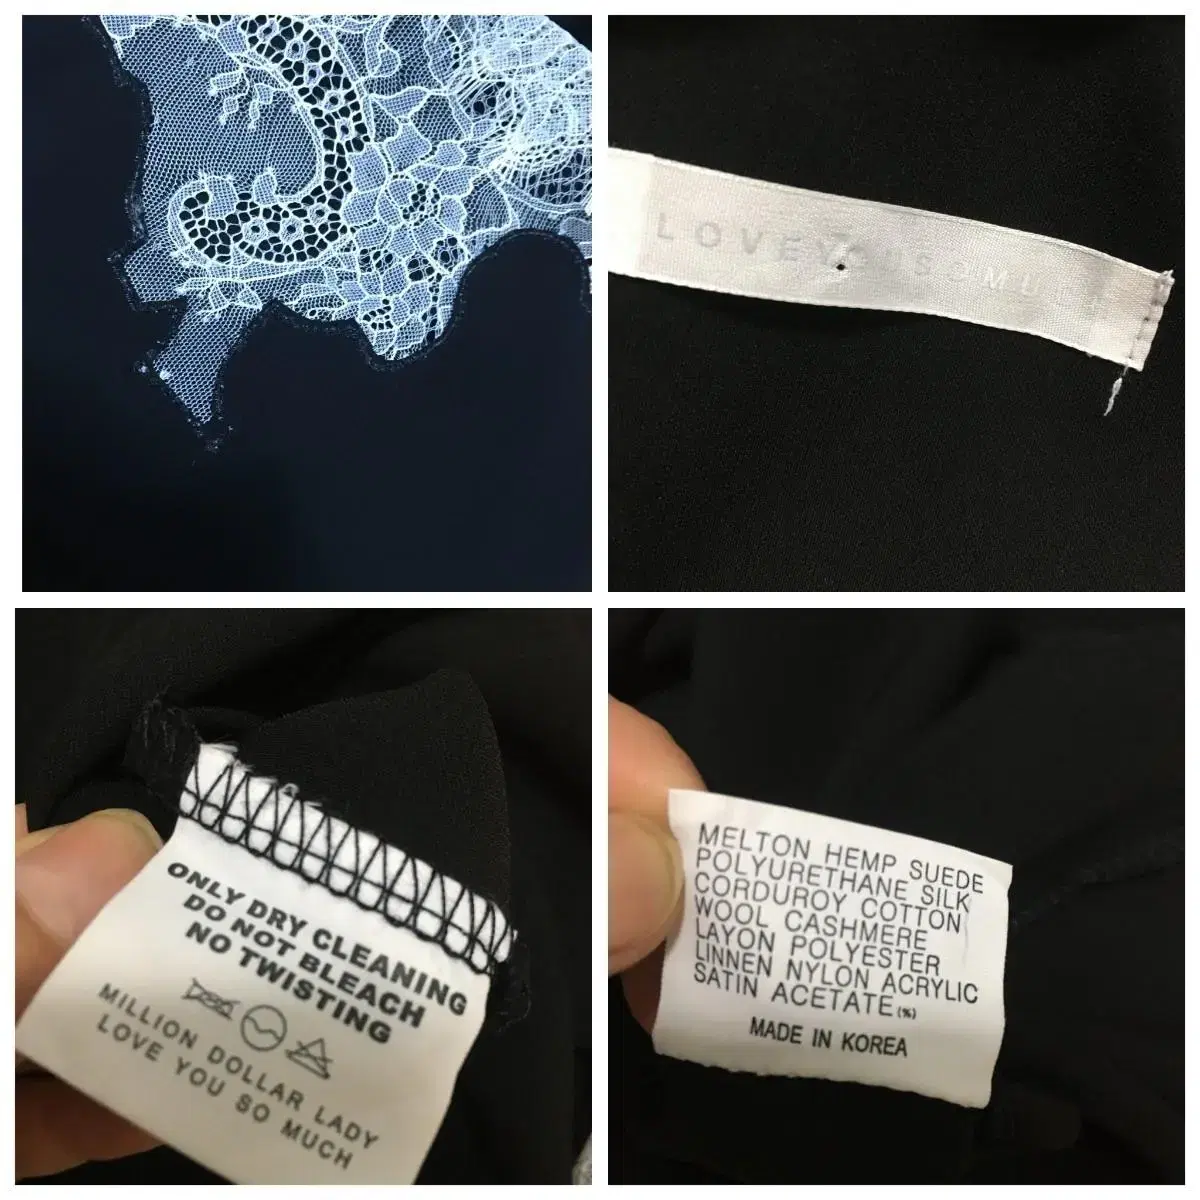 LOVEYOUSOMU
ONLY DRY CLEANING
DO NOT BLEACH
NO TWISTING
MILLION DOLLAR LADY
LOVE YOU SO MUCH
MELTON HEMP SUEDE
POLYURETHANE SILK
CORDUROY COTTON
WOOL CASHMERE
LAYON POLYESTER
LINNEN NYLON ACRYLIC
SATIN ACETATE(%)
MADE IN KOREA